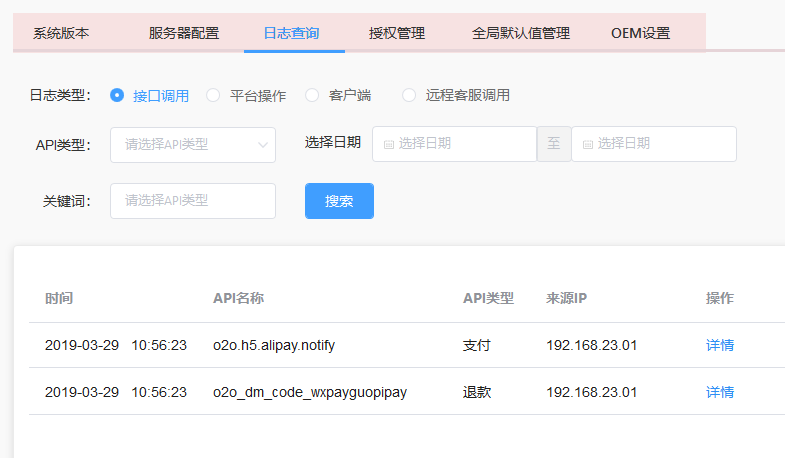 系统版本 服务器配置 日志查询 授权管理 全局默认值管理 OEM设置
日志类型： 接口调用 平台操作 客户端 远程客服调用
API类型： 请选择API类型 选择日期 选择日期 至 选择日期
关键词： 请选择API类型 搜索
时间 API名称 API类型 来源IP 操作
2019-03-29 10:56:23 o2o.h5.alipay.notify 支付 192.168.23.01 详情
2019-03-29 10:56:23 o2o_dm_code_wxpayguopipay 退款 192.168.23.01 详情